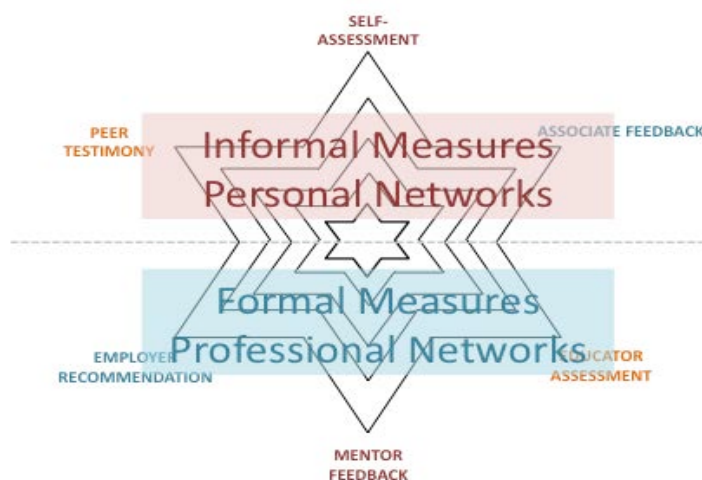 SELF-
ASSESSMENT
PEER
TESTIMONY
ASSOCIATE FEEDBACK
Informal Measures
Personal Networks
Formal Measures
Professional Networks
EMPLOYER
RECOMMENDATION
EDUCATOR
ASSESSMENT
MENTOR
FEEDBACK